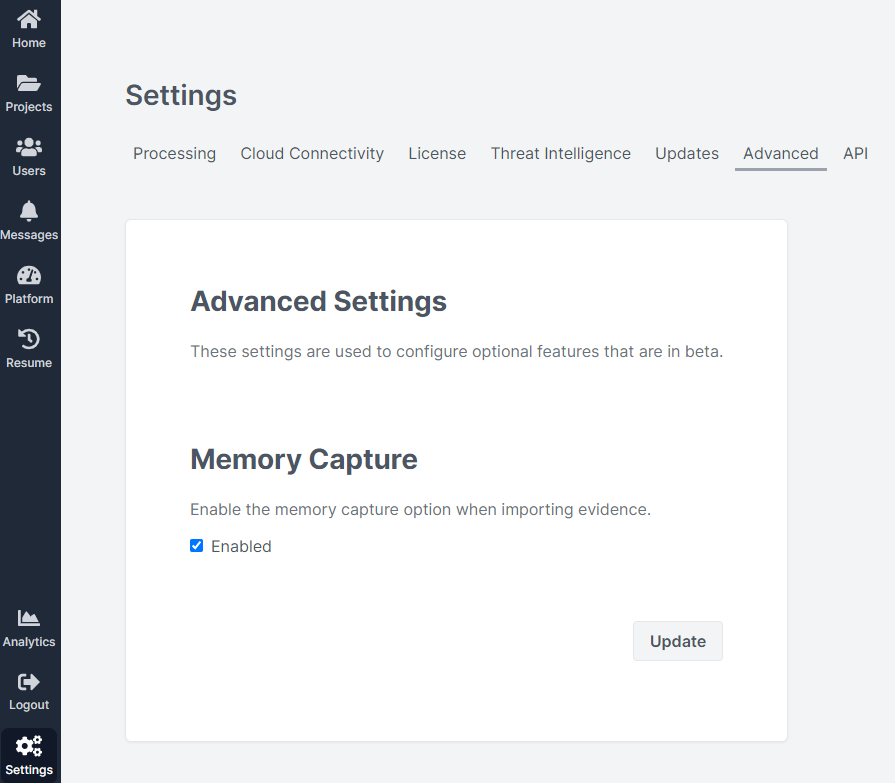 Home
Projects
Users
Messages
Platform
Resume
Analytics
Logout
Settings
Settings
Processing Cloud Connectivity License Threat Intelligence Updates Advanced API
Advanced Settings
These settings are used to configure optional features that are in beta.
Memory Capture
Enable the memory capture option when importing evidence.
Enabled
Update